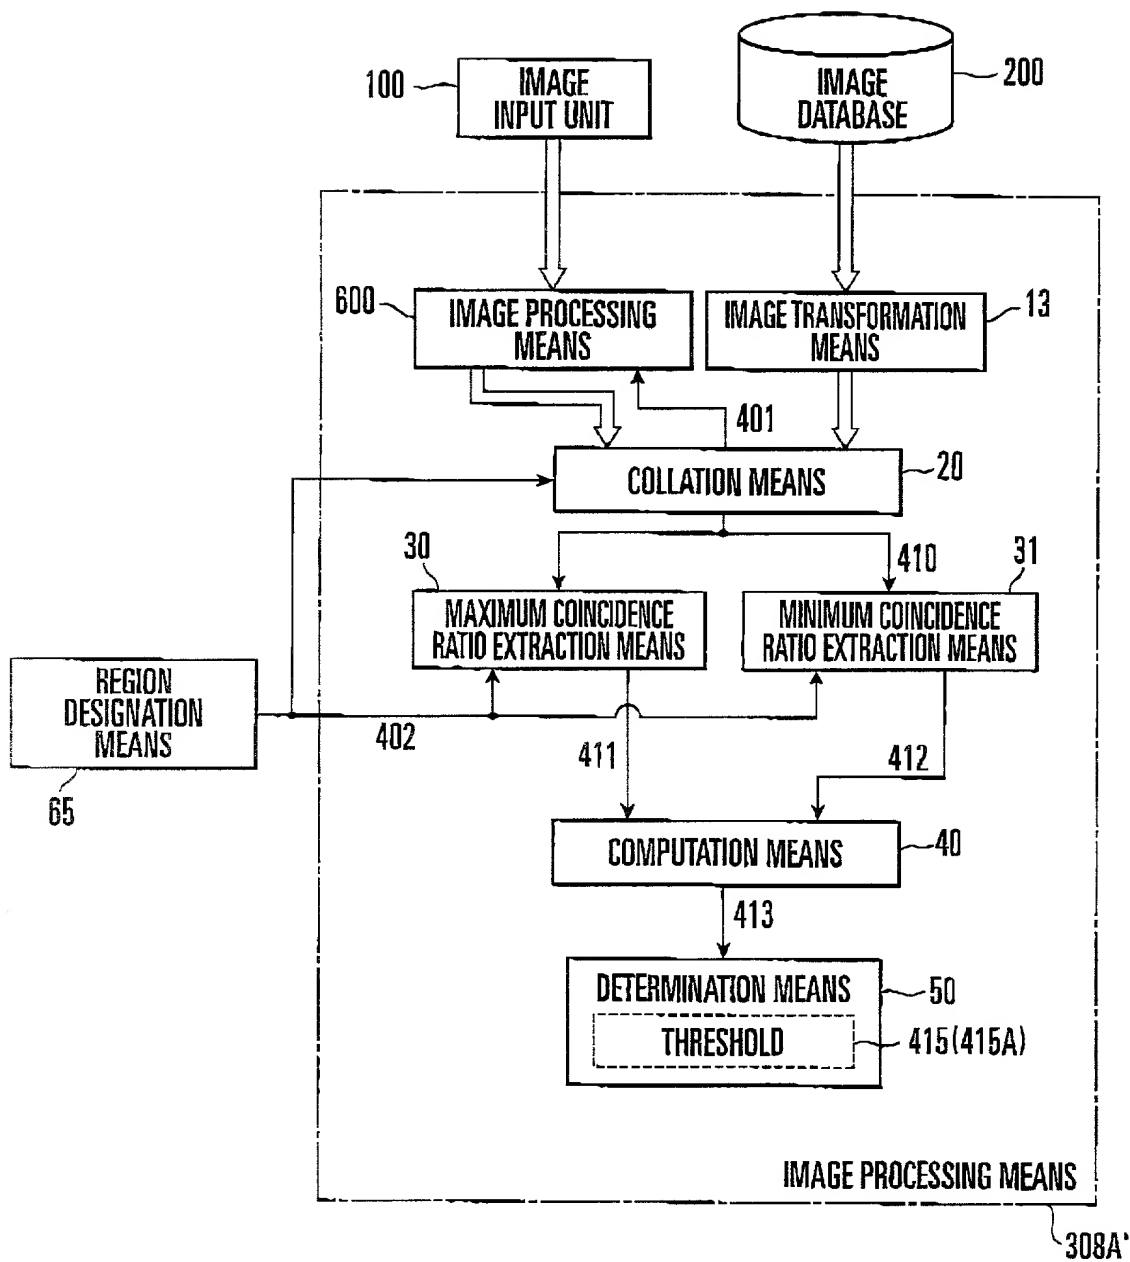 100
IMAGE
INPUT UNIT
IMAGE
DATABASE
200
600
IMAGE PROCESSING
MEANS
IMAGE TRANSFORMATION
MEANS
13
401
COLLATION MEANS
20
30
410
31
MAXIMUM COINCIDENCE
RATIO EXTRACTION MEANS
MINIMUM COINCIDENCE
RATIO EXTRACTION MEANS
REGION
DESIGNATION
MEANS
65
402
411
412
COMPUTATION MEANS
40
413
DETERMINATION MEANS
50
THRESHOLD
415(415A)
IMAGE PROCESSING MEANS
308A'